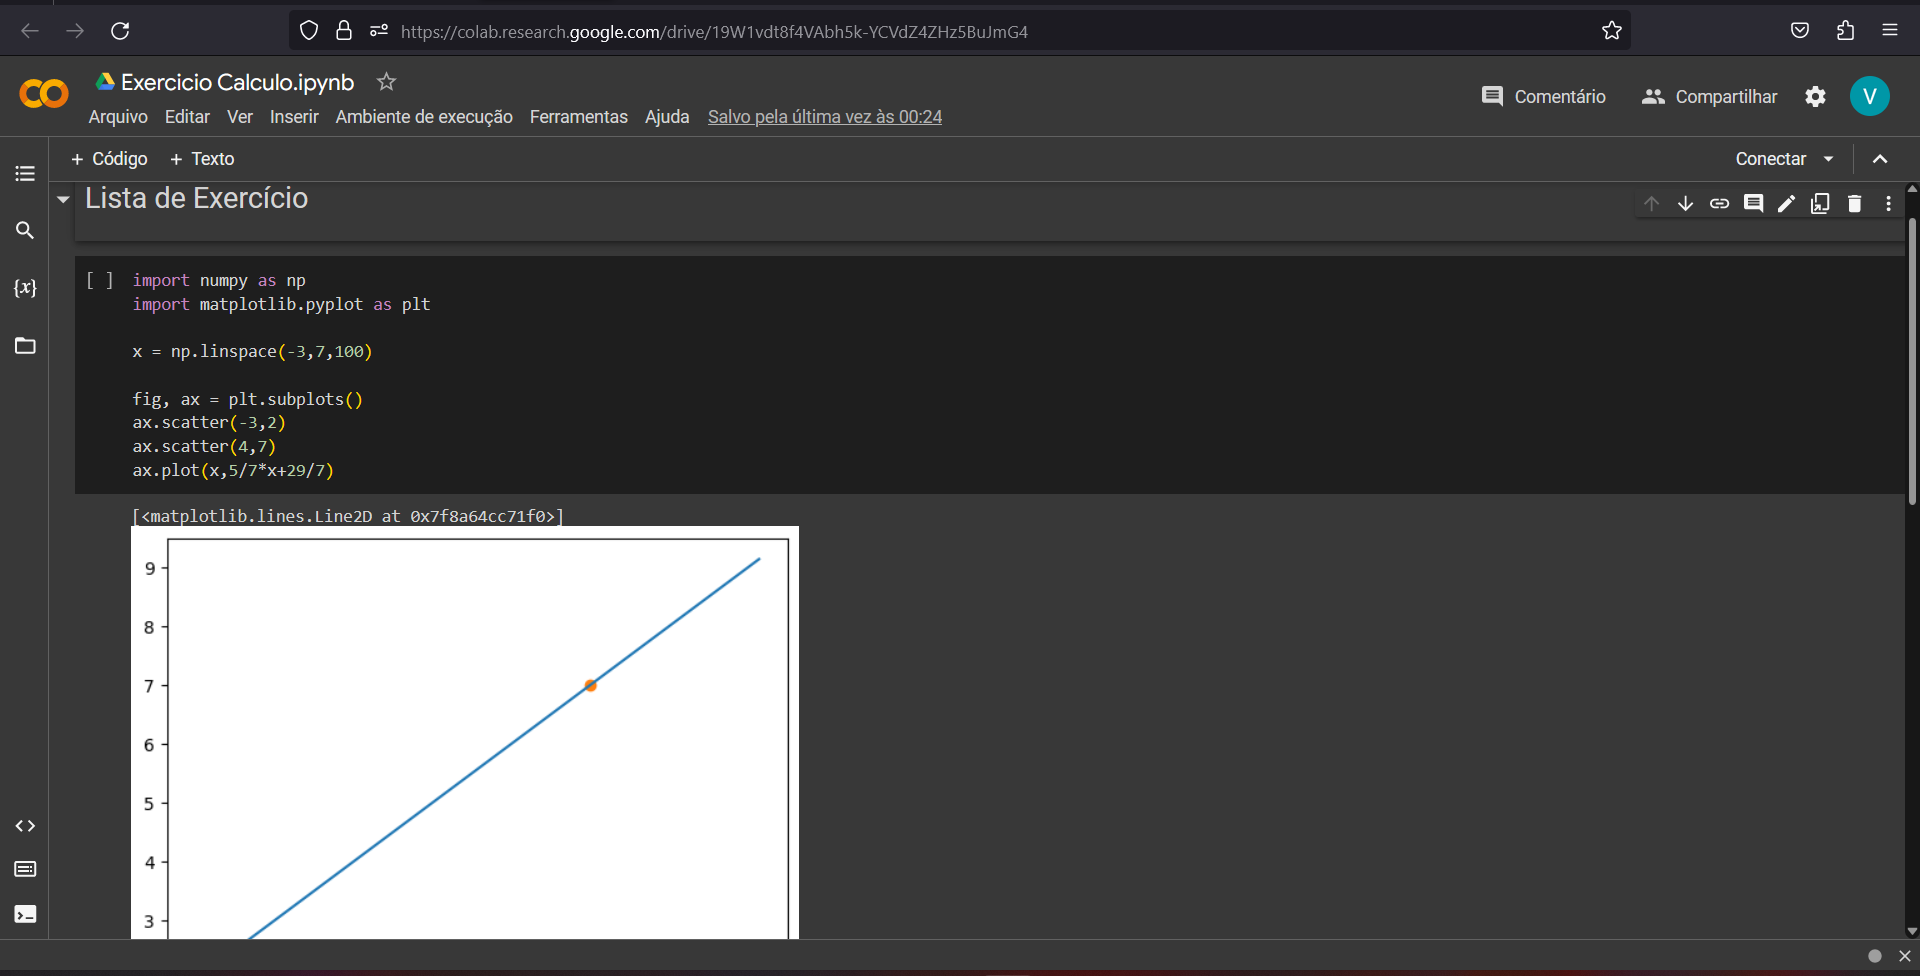 https://colab.research.google.com/drive/19W1vdt8f4VAbh5k-YCVdZ4ZHz5BuJmG4
Exercicio Calculo.ipynb
Comentário
Compartilhar
V
Arquivo Editar Ver Inserir Ambiente de execução Ferramentas Ajuda Salvo pela última vez às 00:24
+ Código + Texto
Conectar
Lista de Exercício
{x}
[ ] import numpy as np
import matplotlib.pyplot as plt
x = np.linspace(-3,7,100)
fig, ax = plt.subplots()
ax.scatter(-3,2)
ax.scatter(4,7)
ax.plot(x,5/7*x+29/7)
[<matplotlib.lines.Line2D at 0x7f8a64cc71f0>]
9
8
7
6
5
4
3